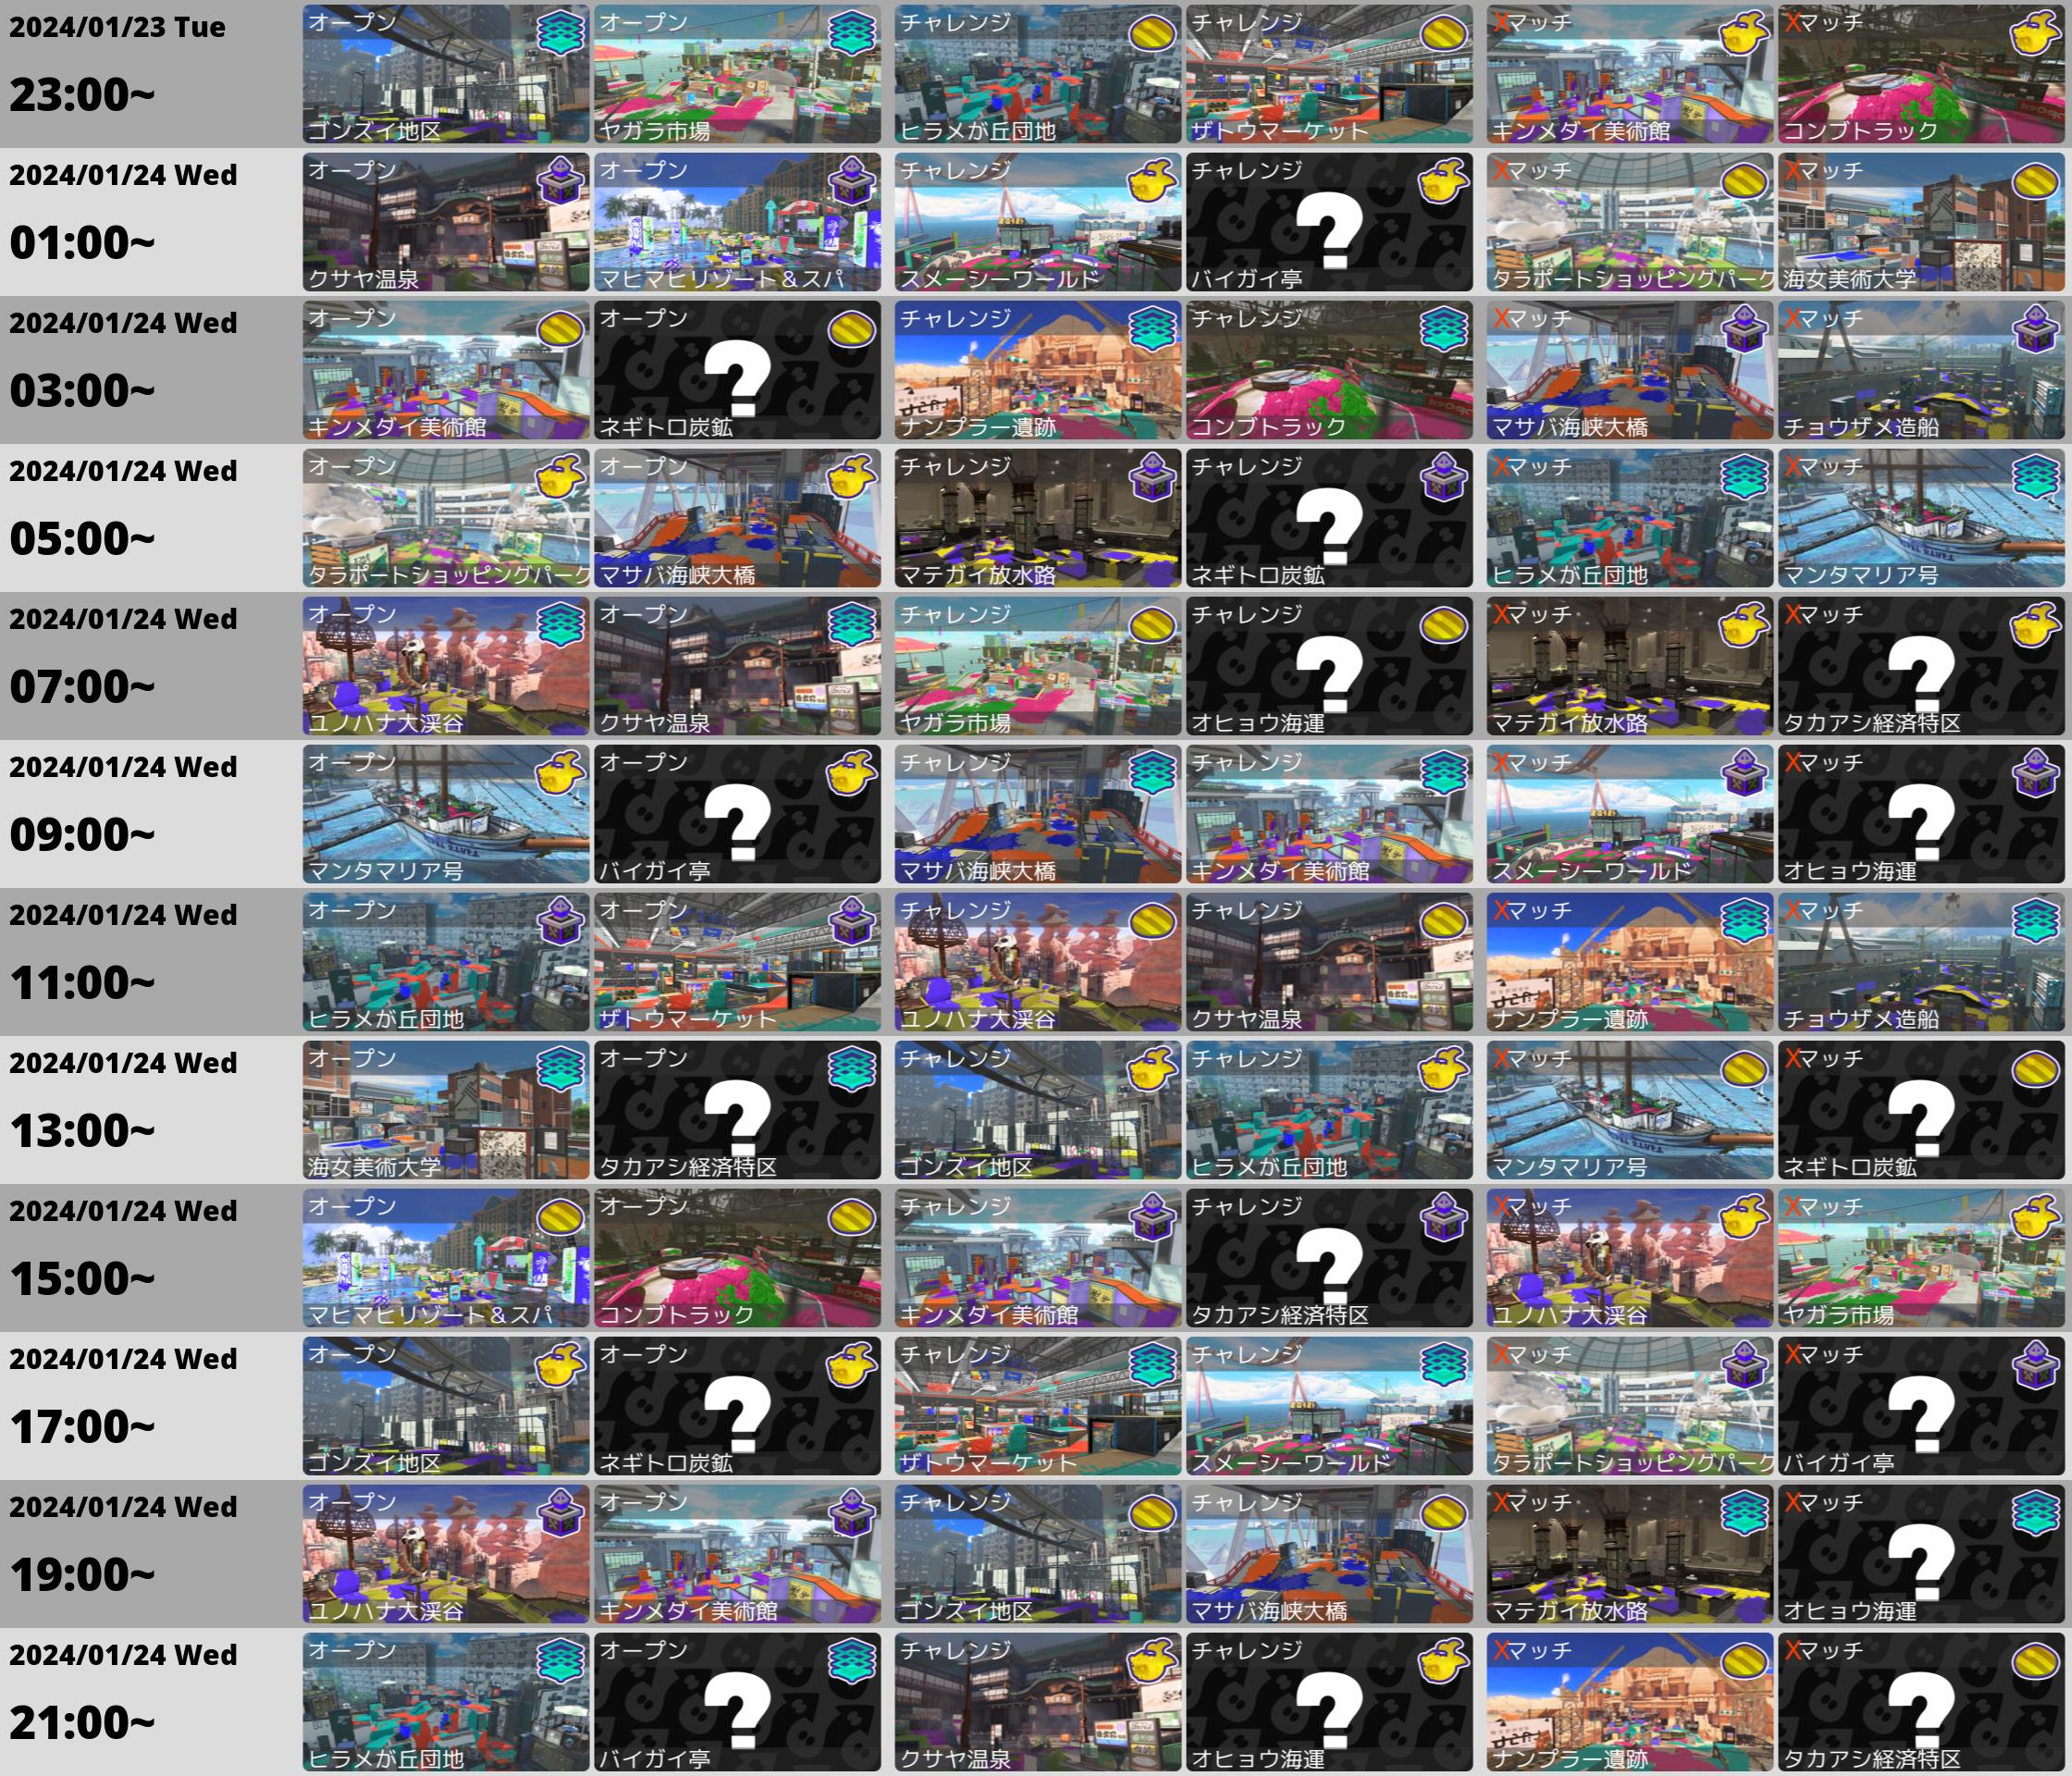 2024/01/23 Tue
23:00~
オープン オープン チャレンジ チャレンジ Xマッチ Xマッチ
ゴンズイ地区 ヤガラ市場 ヒラメが丘団地 ザトウマーケット キンメダイ美術館 コンブトラック
2024/01/24 Wed
01:00~
オープン オープン チャレンジ チャレンジ Xマッチ Xマッチ
クサヤ温泉 マヒマヒリゾート＆スパ スメーシーワールド バイガイ亭 タラポートショッピングパーク 海女美術大学
2024/01/24 Wed
03:00~
オープン オープン チャレンジ チャレンジ Xマッチ Xマッチ
キンメダイ美術館 ネギトロ炭鉱 ナンプラー遺跡 コンブトラック マサバ海峡大橋 チョウザメ造船
2024/01/24 Wed
05:00~
オープン オープン チャレンジ チャレンジ Xマッチ Xマッチ
タラポートショッピングパーク マサバ海峡大橋 マテガイ放水路 ネギトロ炭鉱 ヒラメが丘団地 マンタマリア号
2024/01/24 Wed
07:00~
オープン オープン チャレンジ チャレンジ Xマッチ Xマッチ
ユノハナ大渓谷 クサヤ温泉 ヤガラ市場 オヒョウ海運 マテガイ放水路 タカアシ経済特区
2024/01/24 Wed
09:00~
オープン オープン チャレンジ チャレンジ Xマッチ Xマッチ
マンタマリア号 バイガイ亭 マサバ海峡大橋 キンメダイ美術館 スメーシーワールド オヒョウ海運
2024/01/24 Wed
11:00~
オープン オープン チャレンジ チャレンジ Xマッチ Xマッチ
ヒラメが丘団地 ザトウマーケット ユノハナ大渓谷 クサヤ温泉 ナンプラー遺跡 チョウザメ造船
2024/01/24 Wed
13:00~
オープン オープン チャレンジ チャレンジ Xマッチ Xマッチ
海女美術大学 タカアシ経済特区 ゴンズイ地区 ヒラメが丘団地 マンタマリア号 ネギトロ炭鉱
2024/01/24 Wed
15:00~
オープン オープン チャレンジ チャレンジ Xマッチ Xマッチ
マヒマヒリゾート＆スパ コンブトラック キンメダイ美術館 タカアシ経済特区 ユノハナ大渓谷 ヤガラ市場
2024/01/24 Wed
17:00~
オープン オープン チャレンジ チャレンジ Xマッチ Xマッチ
ゴンズイ地区 ネギトロ炭鉱 ザトウマーケット スメーシーワールド タラポートショッピングパーク バイガイ亭
2024/01/24 Wed
19:00~
オープン オープン チャレンジ チャレンジ Xマッチ Xマッチ
ユノハナ大渓谷 キンメダイ美術館 ゴンズイ地区 マサバ海峡大橋 マテガイ放水路 オヒョウ海運
2024/01/24 Wed
21:00~
オープン オープン チャレンジ チャレンジ Xマッチ Xマッチ
ヒラメが丘団地 バイガイ亭 クサヤ温泉 オヒョウ海運 ナンプラー遺跡 タカアシ経済特区